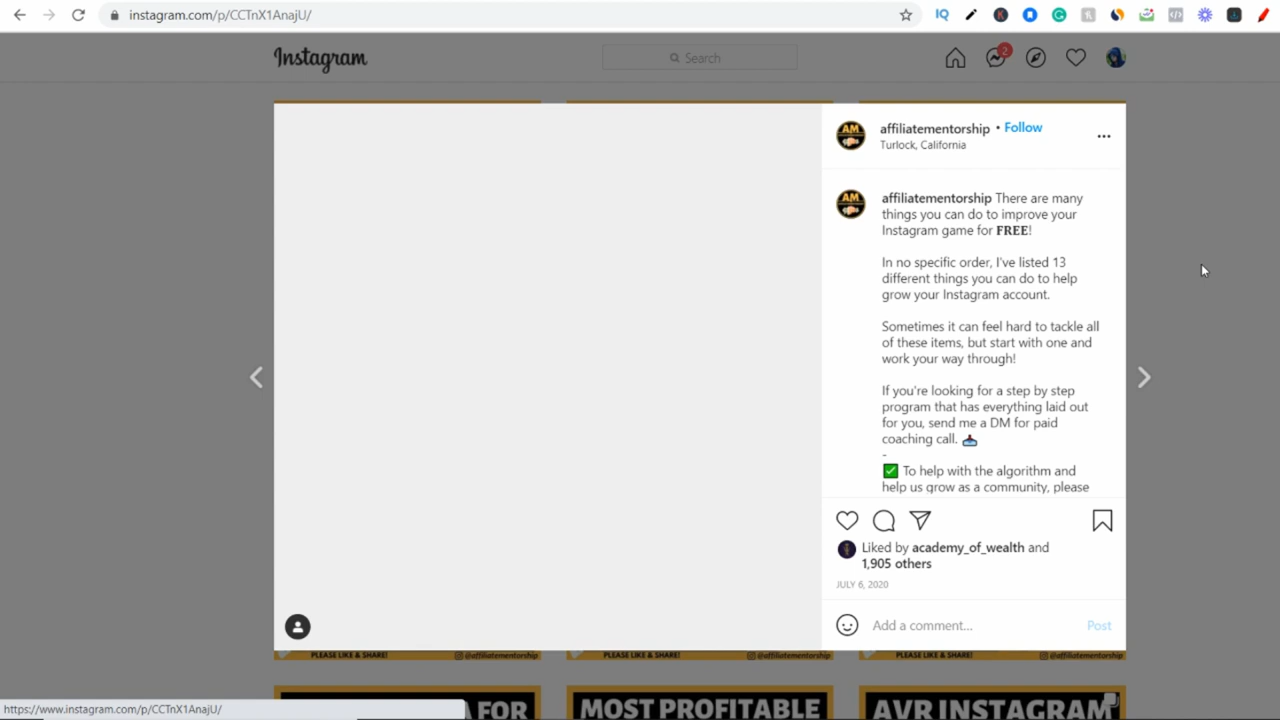 instagram.com/p/CCTnX1AnajU/
Instagram
Search
2
affiliatementorship • Follow
Turlock, California
affiliatementorship There are many
things you can do to improve your
Instagram game for FREE!
In no specific order, I've listed 13
different things you can do to help
grow your Instagram account.
Sometimes it can feel hard to tackle all
of these items, but start with one and
work your way through!
If you're looking for a step by step
program that has everything laid out
for you, send me a DM for paid
coaching call.
-
To help with the algorithm and
help us grow as a community, please
Liked by academy_of_wealth and
1,905 others
JULY 6, 2020
Add a comment... Post
PLEASE LIKE & SHARE! @affiliatementorship PLEASE LIKE & SHARE! @affiliatementorship PLEASE LIKE & SHARE! @affiliatementorship
A FOR MOST PROFITABLE AVR INSTAGRAM
https://www.instagram.com/p/CCTnX1AnajU/